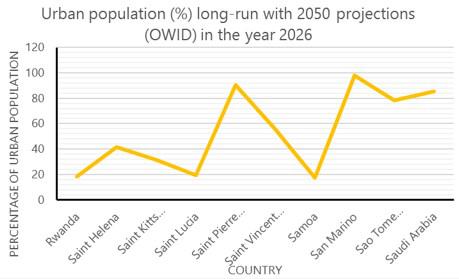 Urban population (%) long-run with 2050 projections
(OWID) in the year 2026
PERCENTAGE OF URBAN POPULATION
120
100
80
60
40
20
0
Rwanda
Saint Helena
Saint Kitts...
Saint Lucia
Saint Pierre...
Saint Vincent...
Samoa
San Marino
Sao Tome...
Saudi Arabia
COUNTRY